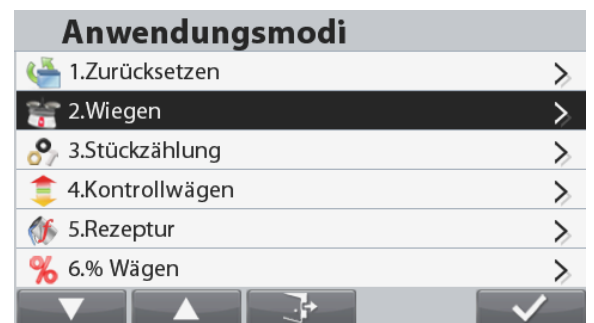 Anwendungsmodi
1.Zurücksetzen
2.Wiegen
3.Stückzählung
4.Kontrollwägen
5.Rezeptur
6.% Wägen